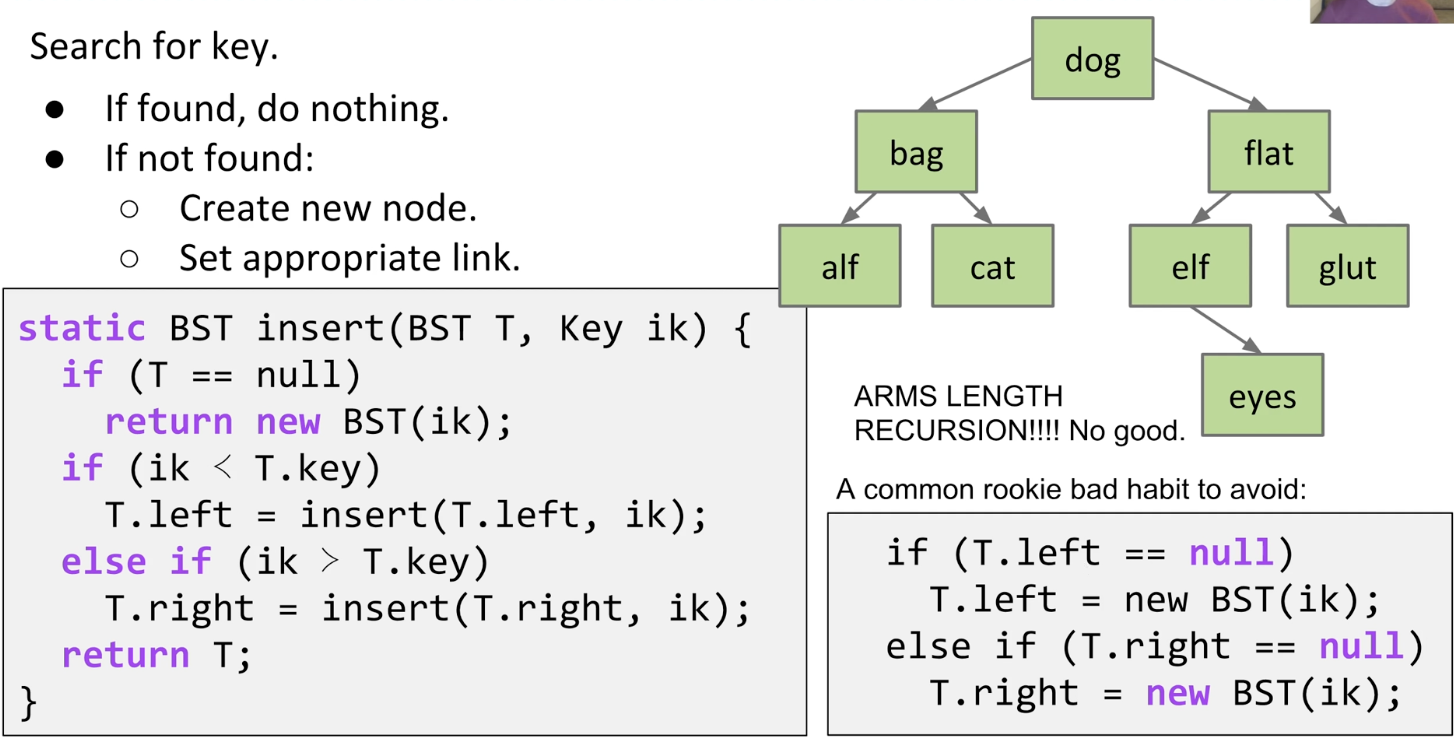 Search for key.
● If found, do nothing.
● If not found:
○ Create new node.
○ Set appropriate link.
static BST insert(BST T, Key ik) {
if (T == null)
return new BST(ik);
if (ik < T.key)
T.left = insert(T.left, ik);
else if (ik > T.key)
T.right = insert(T.right, ik);
return T;
}
dog
bag
flat
alf
cat
elf
glut
eyes
ARMS LENGTH
RECURSION!!!! No good.
A common rookie bad habit to avoid:
if (T.left == null)
T.left = new BST(ik);
else if (T.right == null)
T.right = new BST(ik);